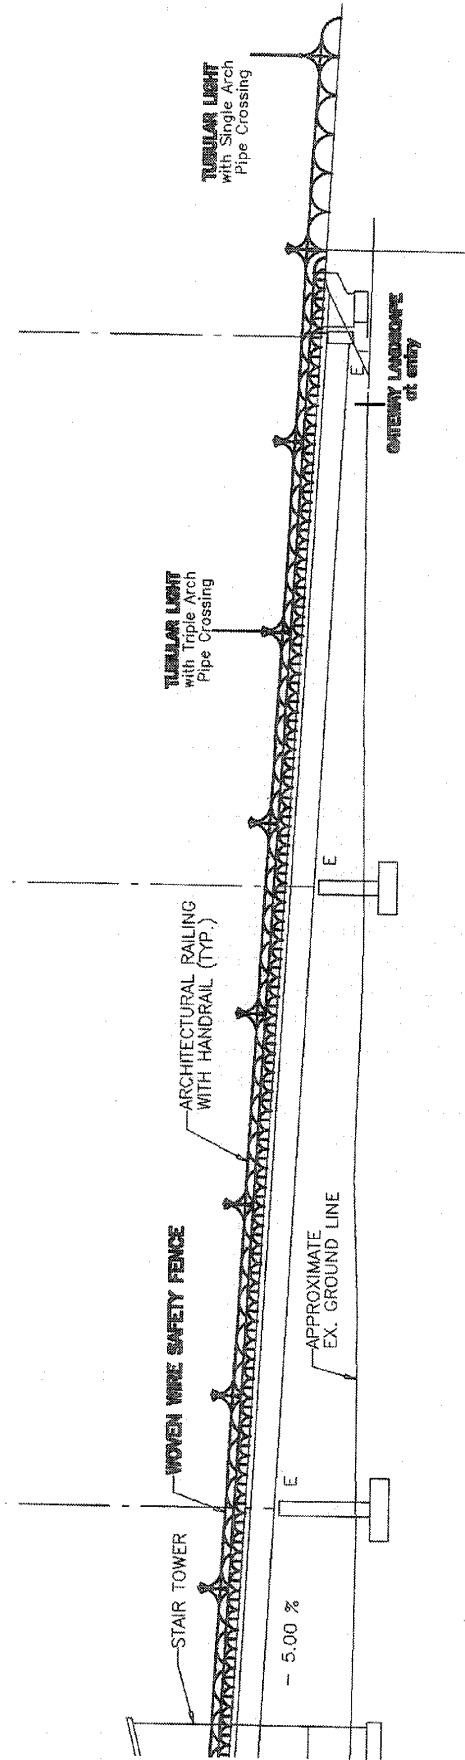 TUBULAR LIGHT
with Single Arch
Pipe Crossing
GATEWAY LANDSCAPE
at entry
E
TUBULAR LIGHT
with Triple Arch
Pipe Crossing
E
ARCHITECTURAL RAILING
WITH HANDRAIL (TYP.)
WOVEN WIRE SAFETY FENCE
APPROXIMATE
EX. GROUND LINE
E
STAIR TOWER
- 5.00 %